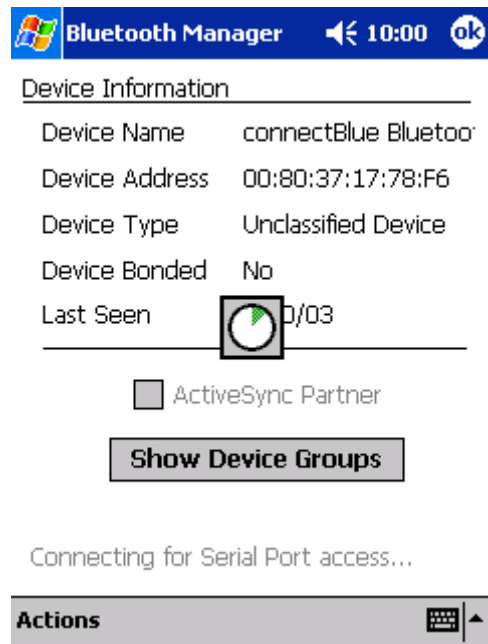 Bluetooth Manager 10:00 ok
Device Information
Device Name connectBlue
Device Address 00:80:37:17:78:F6
Device Type Unclassified Device
Device Bonded No
Last Seen 0/03
ActiveSync Partner
Show Device Groups
Connecting for Serial Port access...
Actions